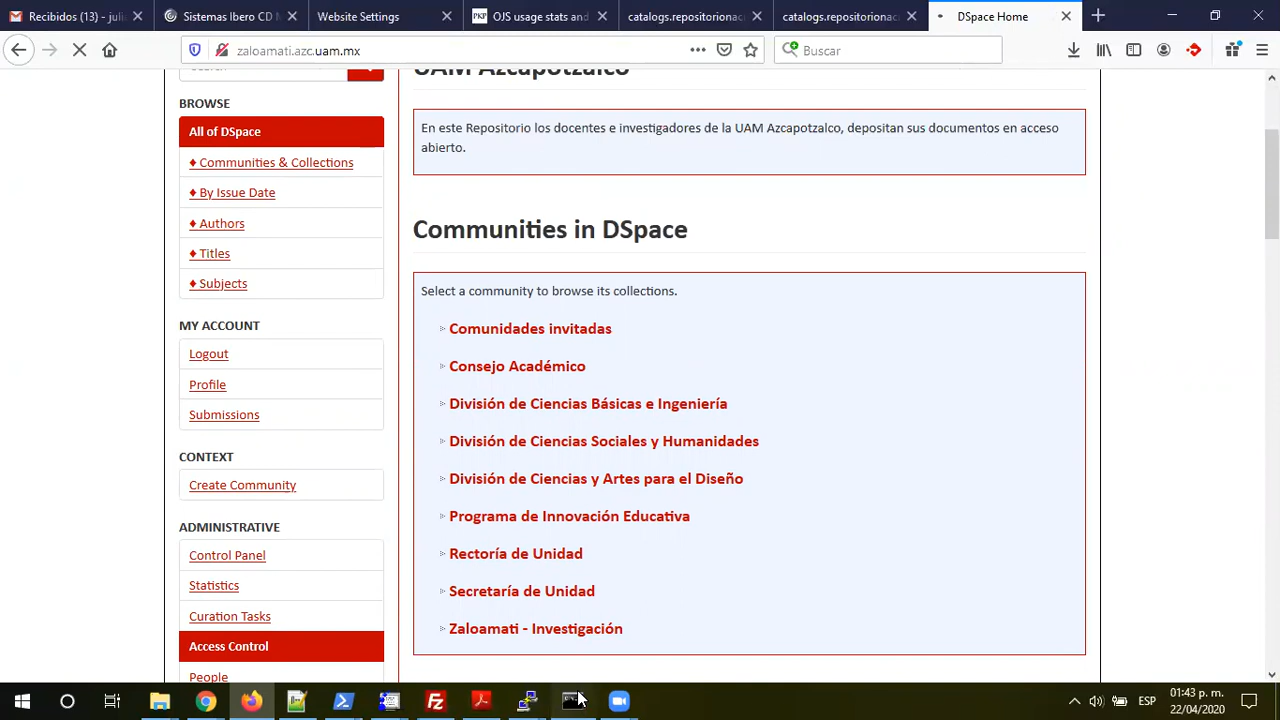 Recibidos (13) - juli
Sistemas Ibero CD M
Website Settings
PKP
OJS usage stats and
catalogs.repositorionac
catalogs.repositorionac
DSpace Home
zaloamati.azc.uam.mx
Buscar
UAM Azcapotzalco
BROWSE
All of DSpace
♦ Communities & Collections
♦ By Issue Date
♦ Authors
♦ Titles
♦ Subjects
MY ACCOUNT
Logout
Profile
Submissions
CONTEXT
Create Community
ADMINISTRATIVE
Control Panel
Statistics
Curation Tasks
Access Control
People
En este Repositorio los docentes e investigadores de la UAM Azcapotzalco, depositan sus documentos en acceso
abierto.
Communities in DSpace
Select a community to browse its collections.
Comunidades invitadas
Consejo Académico
División de Ciencias Básicas e Ingeniería
División de Ciencias Sociales y Humanidades
División de Ciencias y Artes para el Diseño
Programa de Innovación Educativa
Rectoría de Unidad
Secretaría de Unidad
Zaloamati - Investigación
ESP
01:43 p. m.
22/04/2020